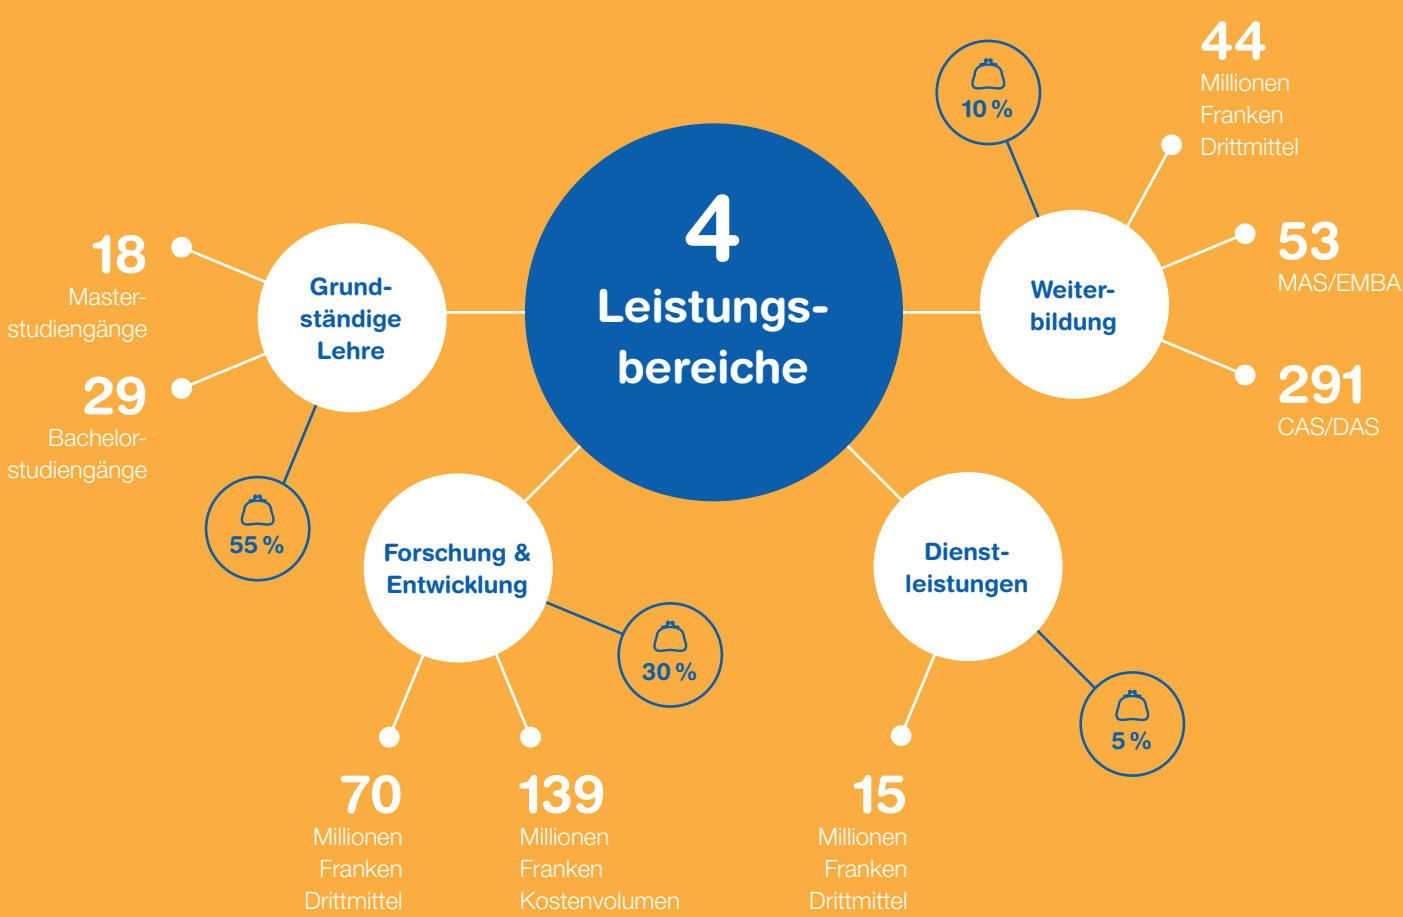 4
Leistungs-
bereiche
Grund-
ständige
Lehre
18
Master-
studiengänge
29
Bachelor-
studiengänge
55 %
Forschung &
Entwicklung
30 %
70
Millionen
Franken
Drittmittel
139
Millionen
Franken
Kostenvolumen
Dienst-
leistungen
5 %
15
Millionen
Franken
Drittmittel
Weiter-
bildung
10 %
44
Millionen
Franken
Drittmittel
53
MAS/EMBA
291
CAS/DAS